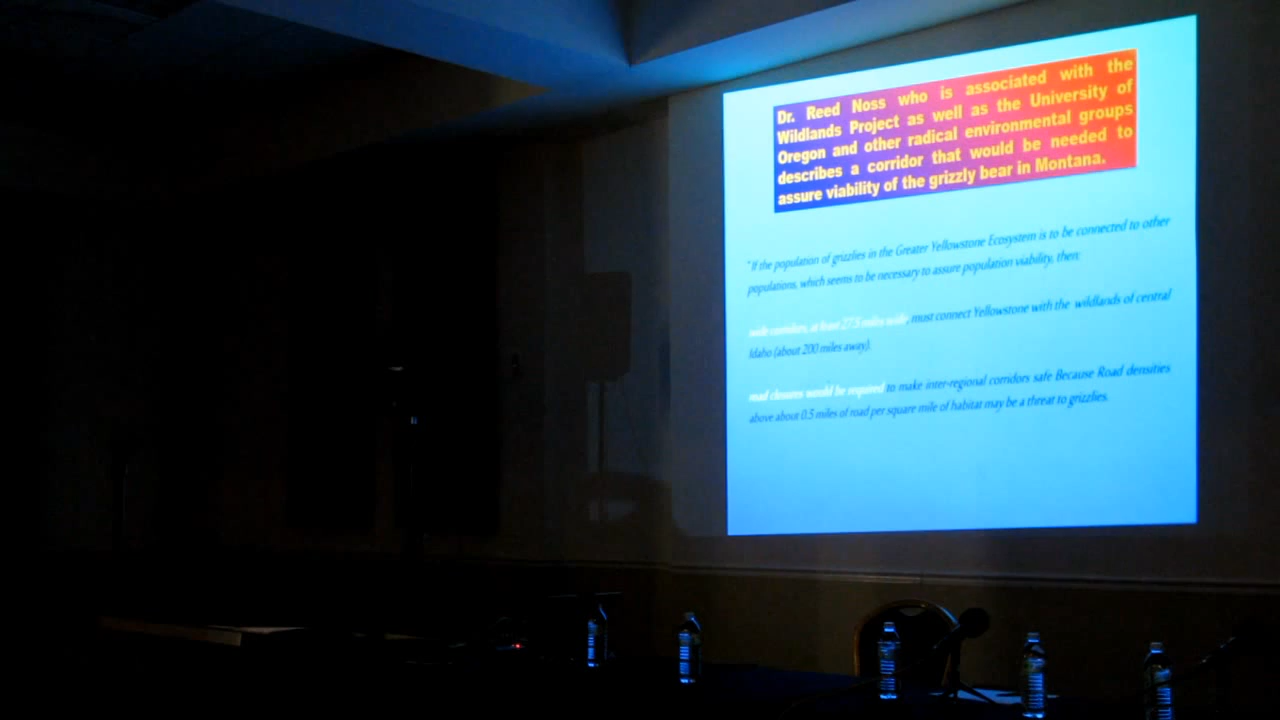 Dr. Reed Noss who is associated with the
Wildlands Project as well as the University of
Oregon and other radical environmental groups
describes a corridor that would be needed to
assure viability of the grizzly bear in Montana.
"If the population of grizzlies in the Greater Yellowstone Ecosystem is to be connected to other
populations, which seems to be necessary to assure population viability, then:
wide corridors, at least 27.5 miles wide, must connect Yellowstone with the wildlands of central
Idaho (about 200 miles away).
road closures would be required to make inter-regional corridors safe Because Road densities
above about 0.5 miles of road per square mile of habitat may be a threat to grizzlies.